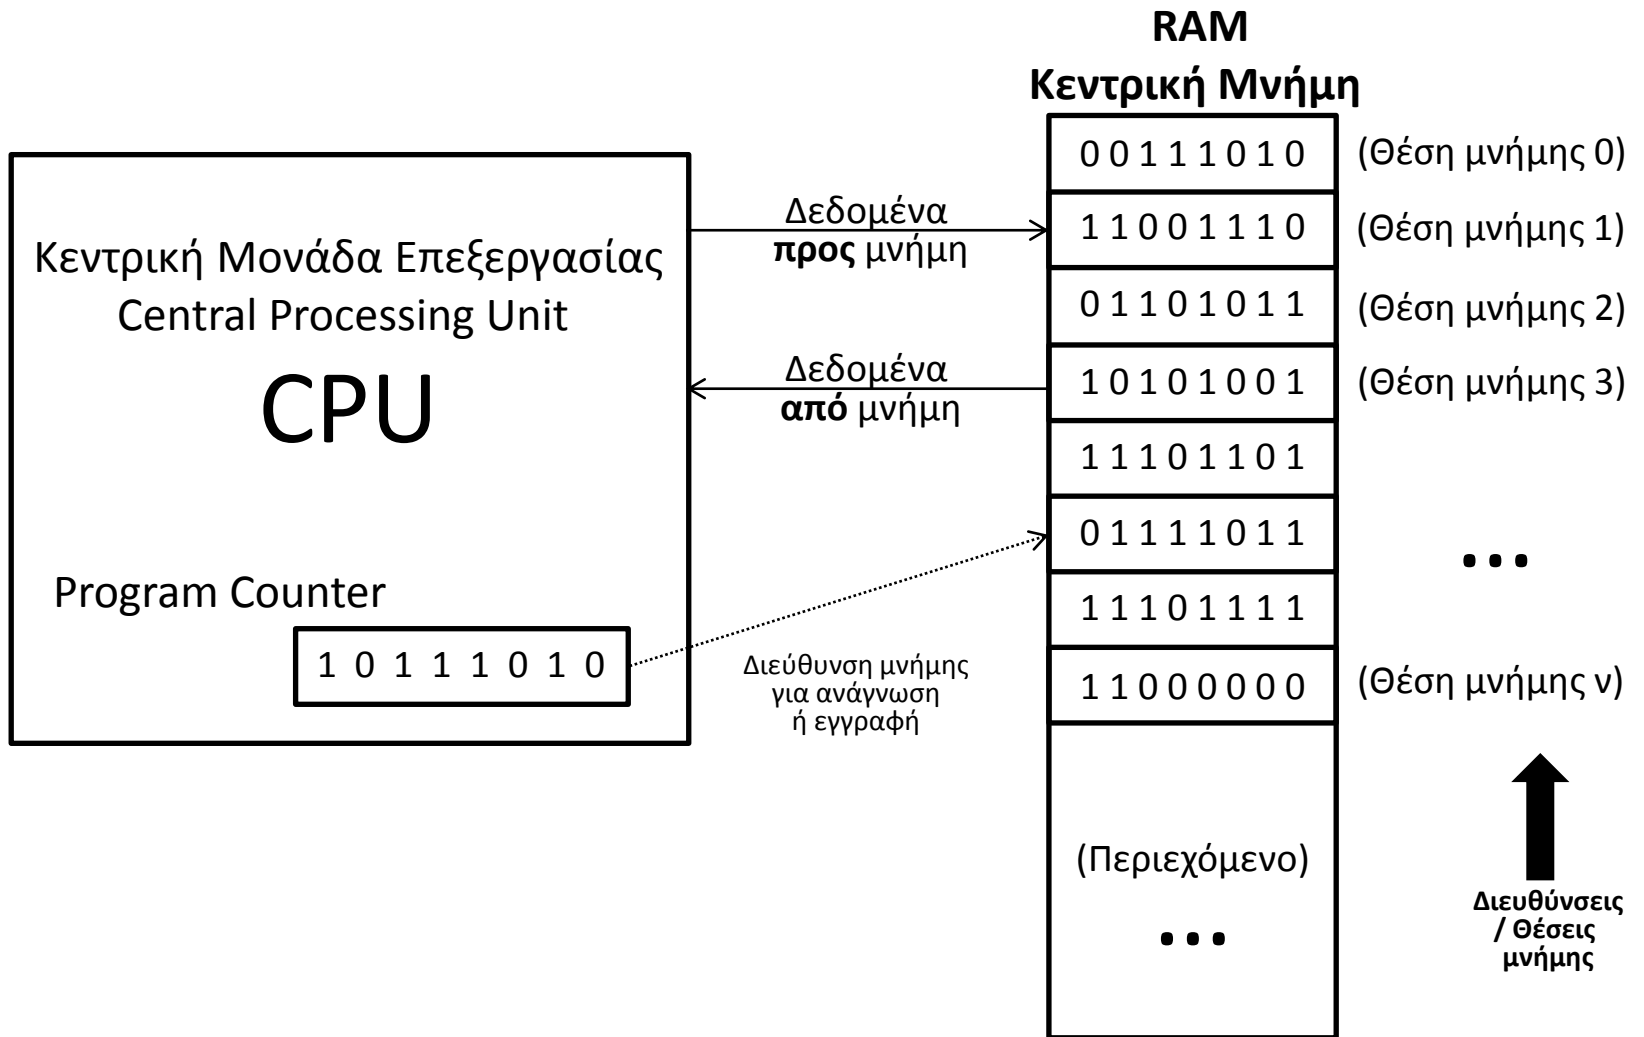 RAM
Κεντρική Μνήμη
0 0 1 1 1 0 1 0 (Θέση μνήμης 0)
1 1 0 0 1 1 1 0 (Θέση μνήμης 1)
0 1 1 0 1 0 1 1 (Θέση μνήμης 2)
1 0 1 0 1 0 0 1 (Θέση μνήμης 3)
1 1 1 0 1 1 0 1
0 1 1 1 1 0 1 1
...
1 1 1 0 1 1 1 1
1 1 0 0 0 0 0 0 (Θέση μνήμης ν)
(Περιεχόμενο)
...
Διευθύνσεις
/ Θέσεις
μνήμης
Κεντρική Μονάδα Επεξεργασίας
Central Processing Unit
CPU
Program Counter
1 0 1 1 1 0 1 0
Δεδομένα
προς μνήμη
Δεδομένα
από μνήμη
Διεύθυνση μνήμης
για ανάγνωση
ή εγγραφή